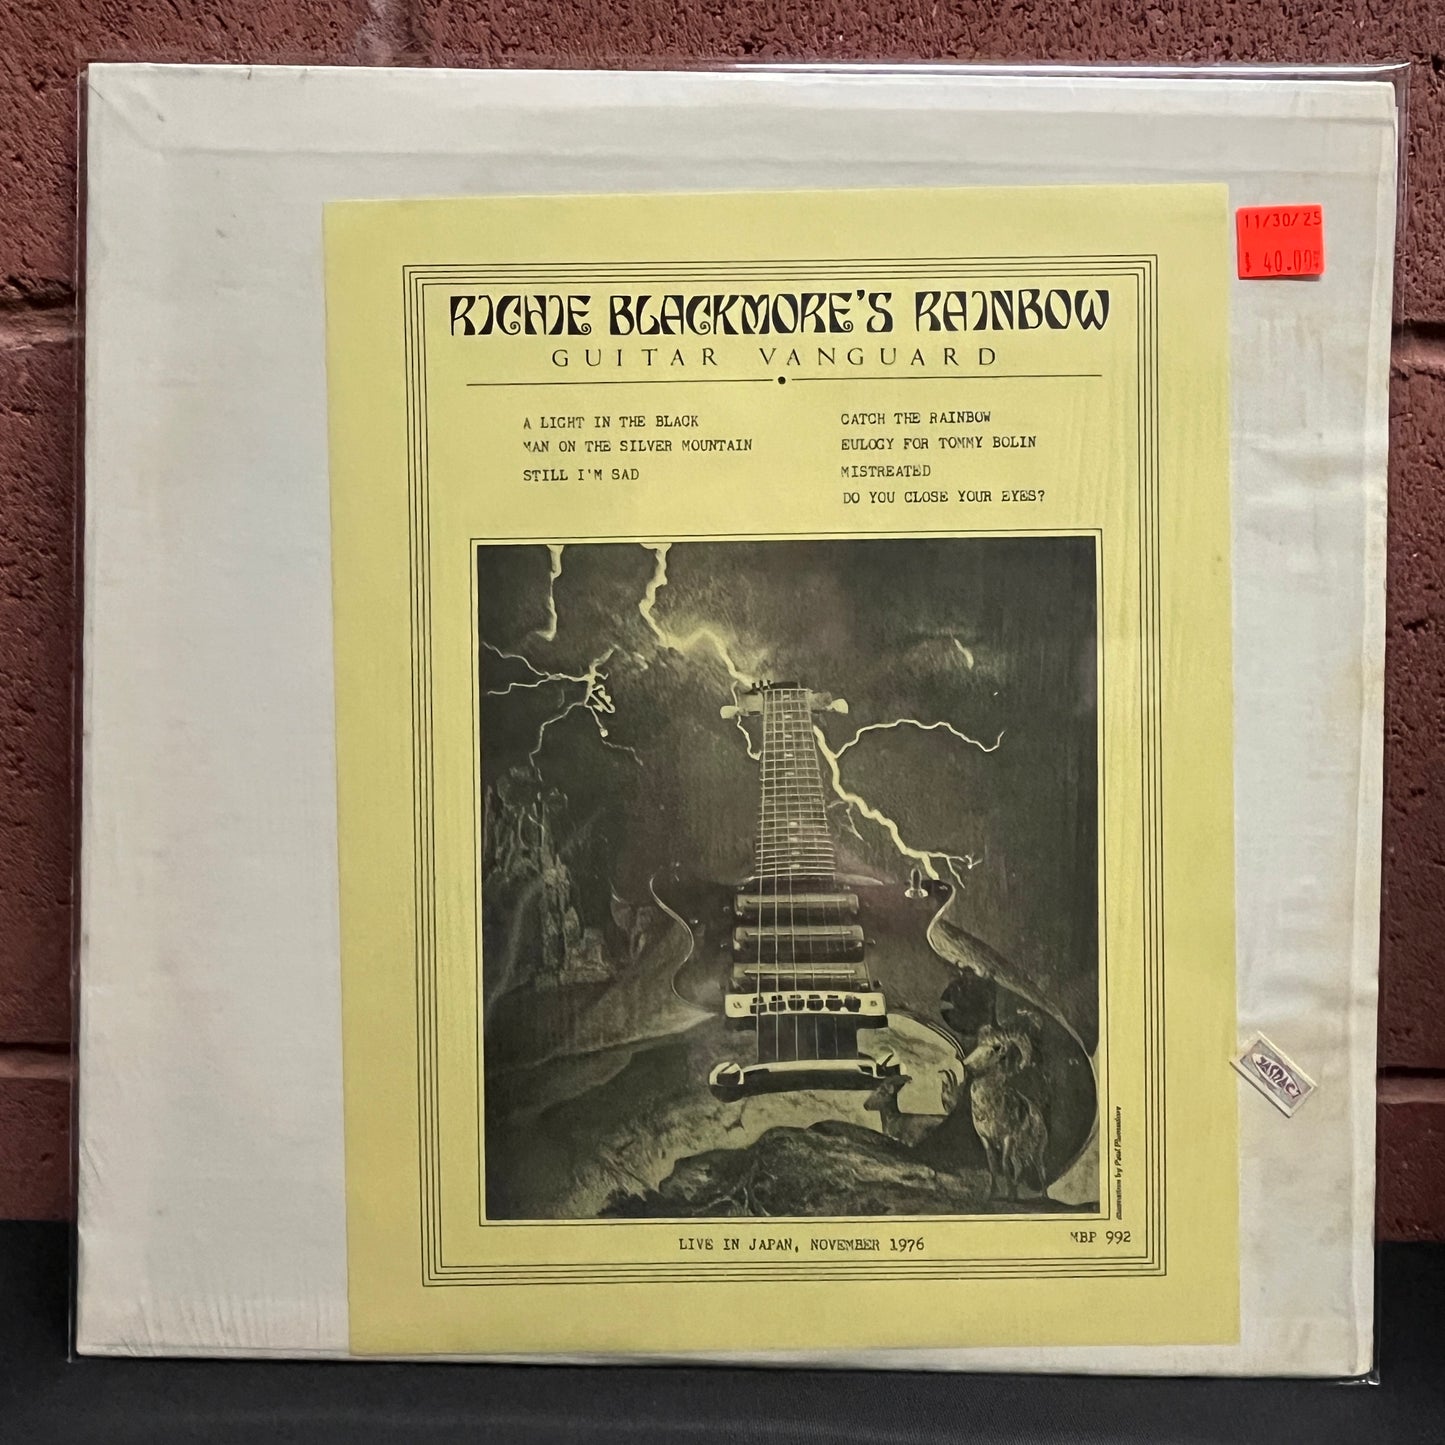 11/30/25
$ 40.00
RICHIE BLACKMORE'S RAINBOW
GUITAR VANGUARD
A LIGHT IN THE BLACK
MAN ON THE SILVER MOUNTAIN
STILL I'M SAD
CATCH THE RAINBOW
EULOGY FOR TOMMY BOLIN
MISTREATED
DO YOU CLOSE YOUR EYES?
by Paul
LIVE IN JAPAN, NOVEMBER 1976
MBP 992